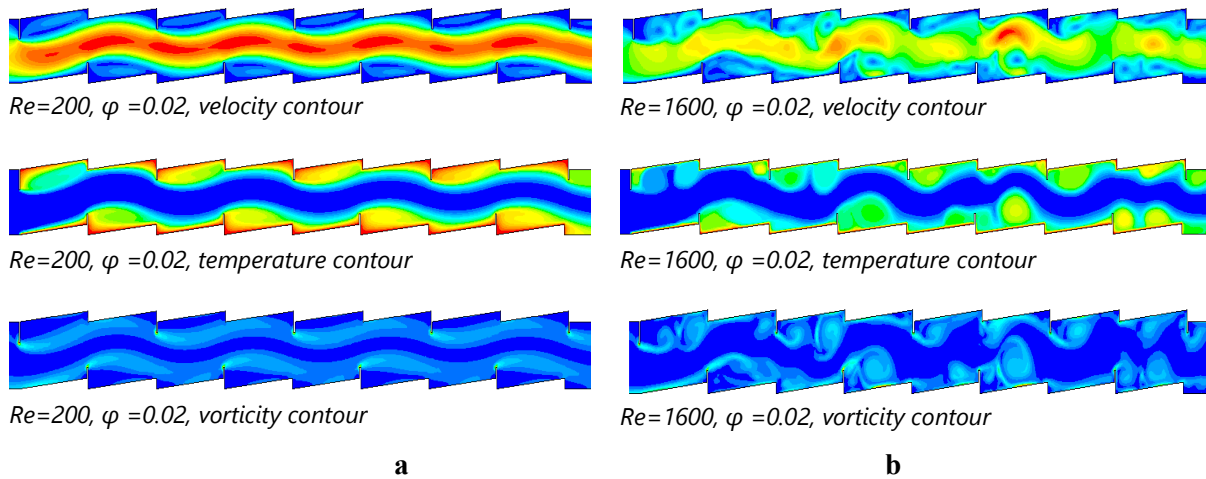 Re=200, φ =0.02, velocity contour
Re=1600, φ =0.02, velocity contour
Re=200, φ =0.02, temperature contour
Re=1600, φ =0.02, temperature contour
Re=200, φ =0.02, vorticity contour
Re=1600, φ =0.02, vorticity contour
a
b